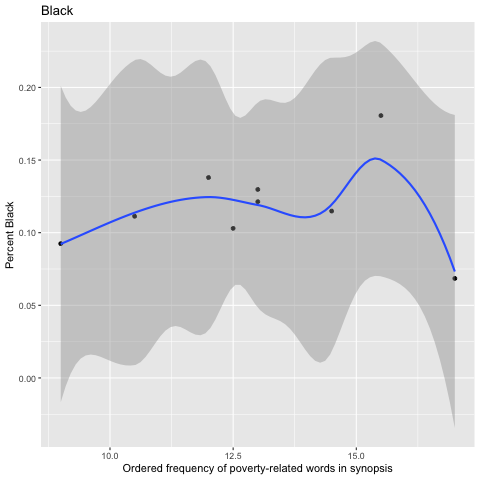 Black
Percent Black
0.20
0.15
0.10
0.05
0.00
10.0 12.5 15.0
Ordered frequency of poverty-related words in synopsis